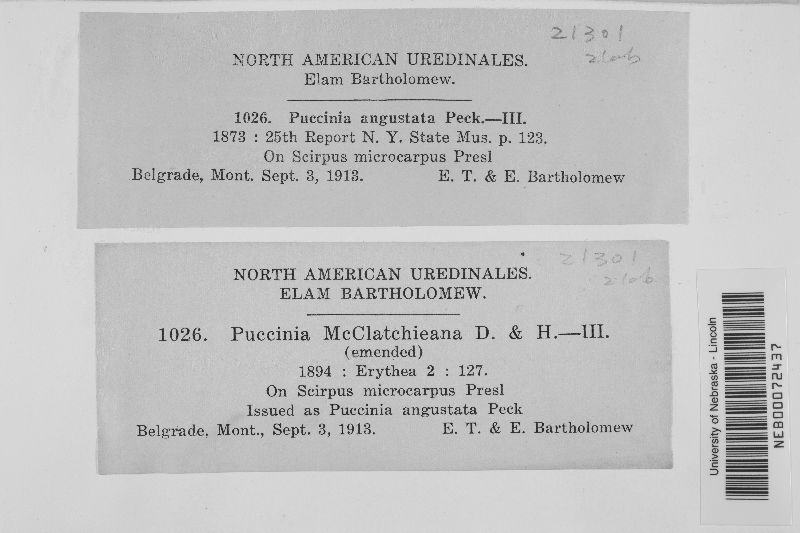 21301
NORTH AMERICAN UREDINALES.
Elam Bartholomew.
1026. Puccinia angustata Peck.—III.
1873 : 25th Report N. Y. State Mus. p. 123.
On Scirpus microcarpus Presl
Belgrade, Mont. Sept. 3, 1913. E. T. & E. Bartholomew
21301
NORTH AMERICAN UREDINALES.
ELAM BARTHOLOMEW.
1026. Puccinia McClatchieana D. & H.—III.
(emended)
1894 : Erythea 2 : 127.
On Scirpus microcarpus Presl
Issued as Puccinia angustata Peck
Belgrade, Mont., Sept. 3, 1913. E. T. & E. Bartholomew
University of Nebraska - Lincoln
NEB00072437